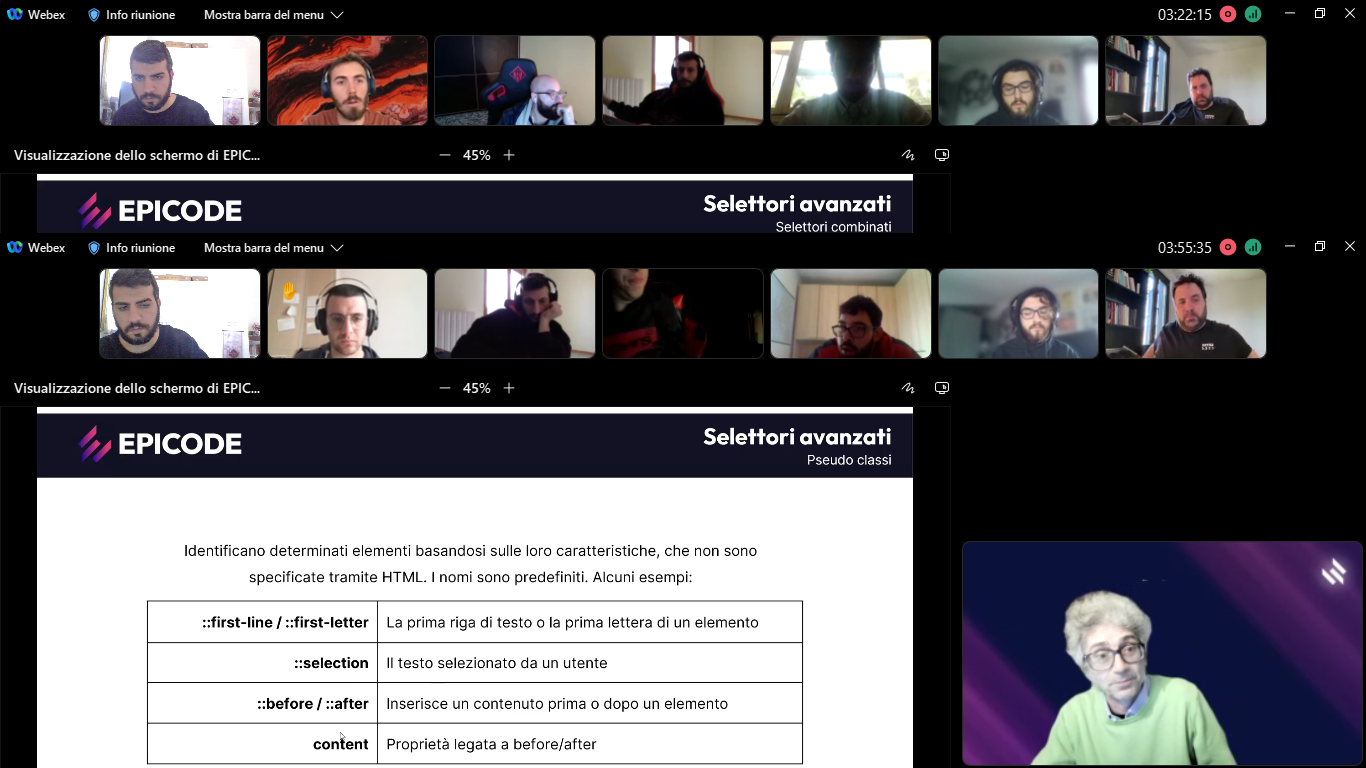 Webex Info riunione Mostra barra del menu 03:22:15
Visualizzazione dello schermo di EPIC... 45%
EPICODE
Selettori avanzati
Selettori combinati
Webex Info riunione Mostra barra del menu 03:55:35
Visualizzazione dello schermo di EPIC... 45%
EPICODE
Selettori avanzati
Pseudo classi
Identificano determinati elementi basandosi sulle loro caratteristiche, che non sono
specificate tramite HTML. I nomi sono predefiniti. Alcuni esempi:
::first-line / ::first-letter La prima riga di testo o la prima lettera di un elemento
::selection Il testo selezionato da un utente
::before / ::after Inserisce un contenuto prima o dopo un elemento
content Proprietà legata a before/after